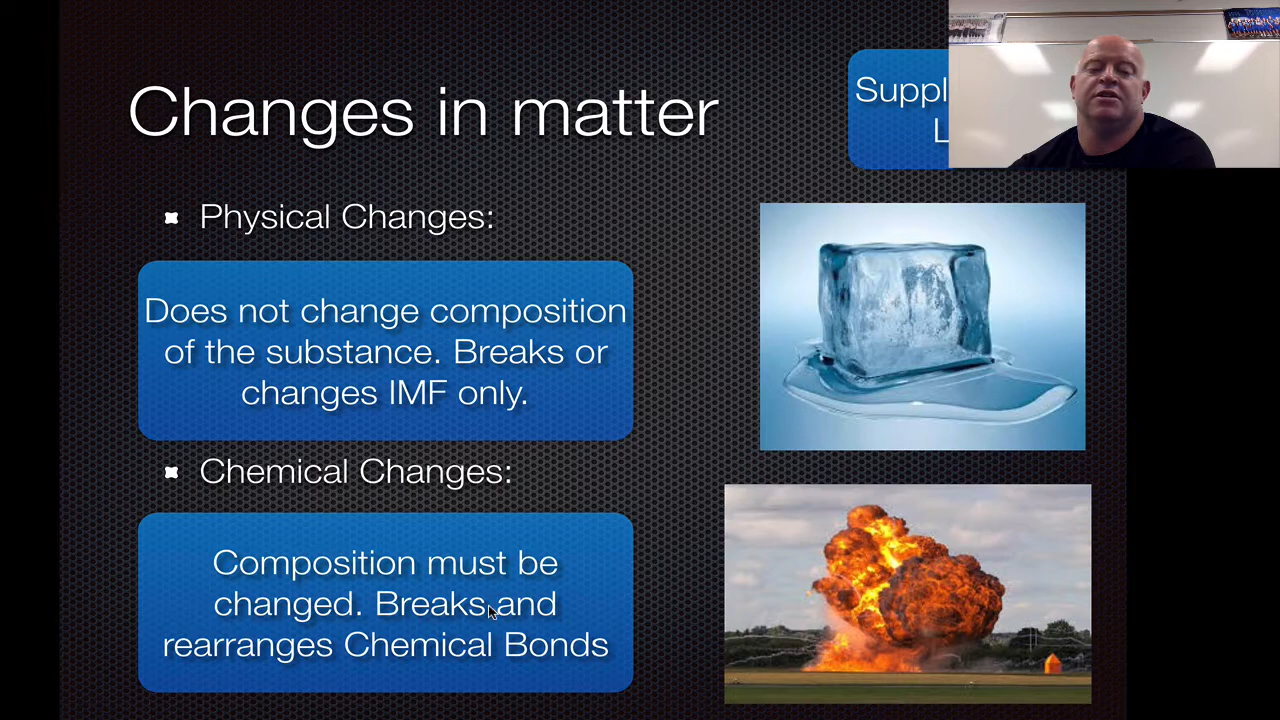 Changes in matter
Physical Changes:
Does not change composition
of the substance. Breaks or
changes IMF only.
Chemical Changes:
Composition must be
changed. Breaks and
rearranges Chemical Bonds